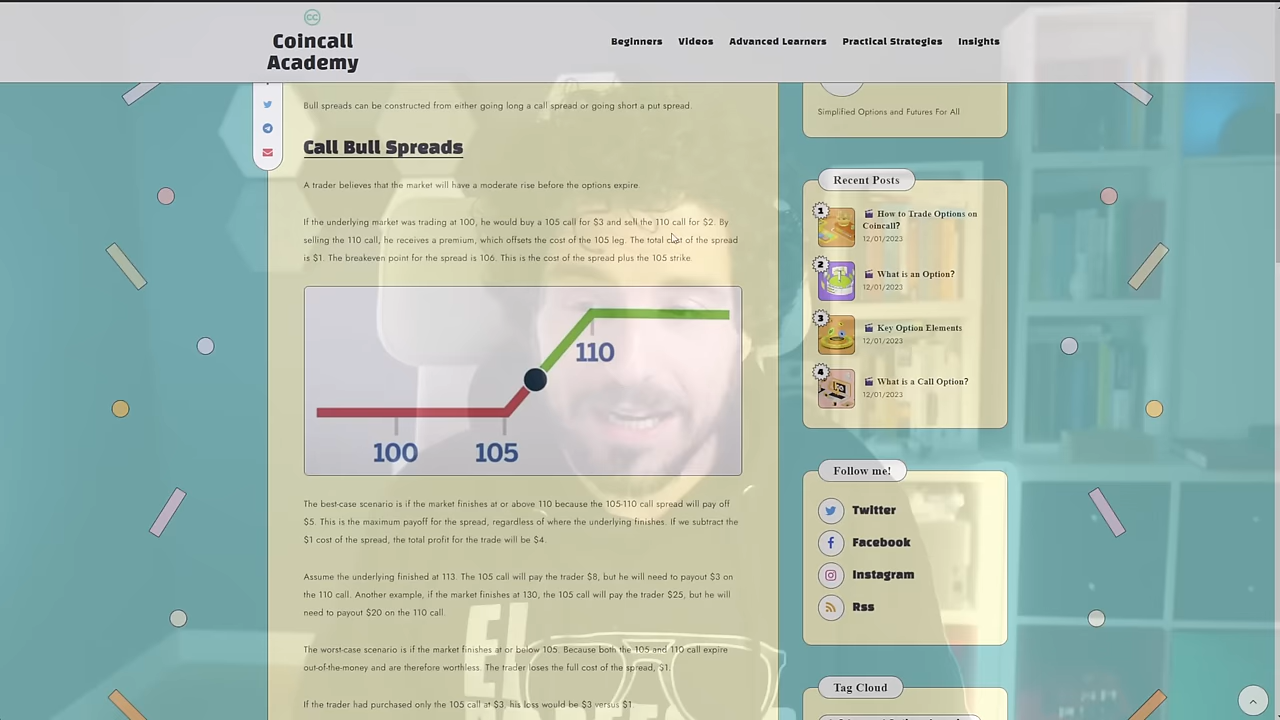 CC
Coincall
Academy
Beginners Videos Advanced Learners Practical Strategies Insights
Bull spreads can be constructed from either going long a call spread or going short a put spread.
Call Bull Spreads
A trader believes that the market will have a moderate rise before the options expire.
If the underlying market was trading at 100, he would buy a 105 call for $3 and sell the 110 call for $2. By
selling the 110 call, he receives a premium, which offsets the cost of the 105 leg. The total cost of the spread
is $1. The breakeven point for the spread is 106. This is the cost of the spread plus the 105 strike.
110
100 105
The best-case scenario is if the market finishes at or above 110 because the 105-110 call spread will pay off
$5. This is the maximum payoff for the spread, regardless of where the underlying finishes. If we subtract the
$1 cost of the spread, the total profit for the trade will be $4.
Assume the underlying finished at 113. The 105 call will pay the trader $8, but he will need to payout $3 on
the 110 call. Another example, if the market finishes at 130, the 105 call will pay the trader $25, but he will
need to payout $20 on the 110 call.
The worst-case scenario is if the market finishes at or below 105. Because both the 105 and 110 call expire
out-of-the-money and are therefore worthless. The trader loses the full cost of the spread, $1.
If the trader had purchased only the 105 call at $3, his loss would be $3 versus $1.
Simplified Options and Futures For All
Recent Posts
1
How to Trade Options on
Coincall?
12/01/2023
2
What is an Option?
12/01/2023
3
Key Option Elements
12/01/2023
4
What is a Call Option?
12/01/2023
Follow me!
Twitter
Facebook
Instagram
Rss
Tag Cloud
EL